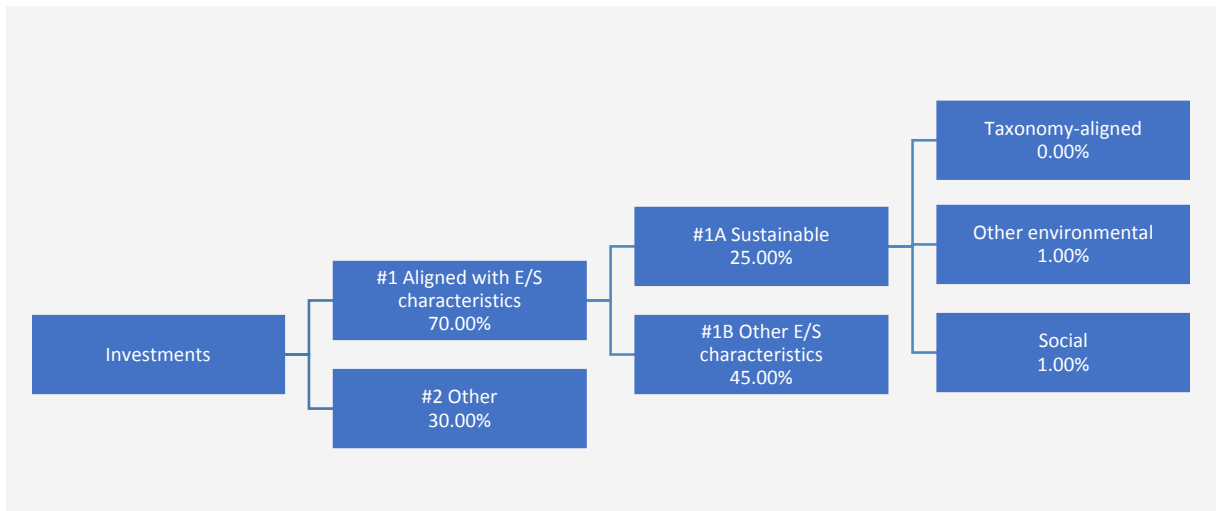 Investments
#1 Aligned with E/S
characteristics
70.00%
#2 Other
30.00%
#1A Sustainable
25.00%
#1B Other E/S
characteristics
45.00%
Taxonomy-aligned
0.00%
Other environmental
1.00%
Social
1.00%